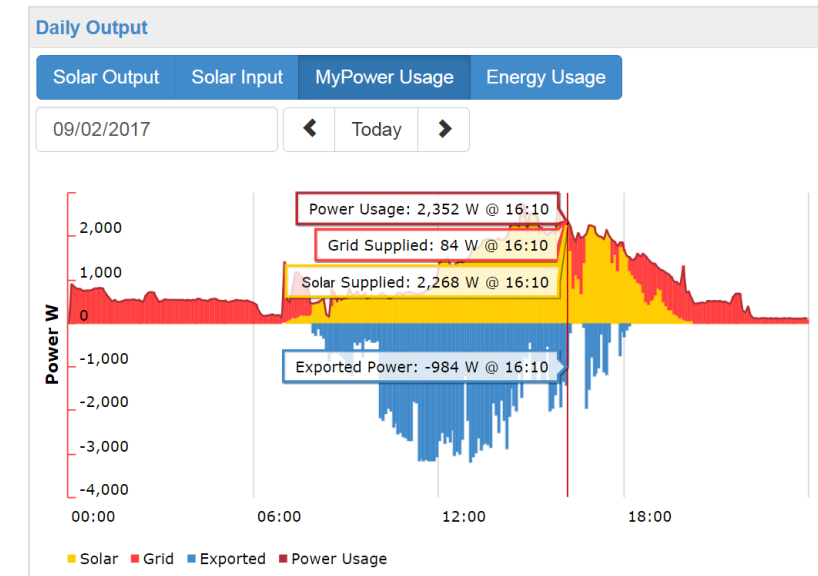 Daily Output
Solar Output Solar Input MyPower Usage Energy Usage
09/02/2017 Today
Power Usage: 2,352 W @ 16:10
Grid Supplied: 84 W @ 16:10
Solar Supplied: 2,268 W @ 16:10
Exported Power: -984 W @ 16:10
Power W
2,000
1,000
0
-1,000
-2,000
-3,000
-4,000
00:00 06:00 12:00 18:00
Solar Grid Exported Power Usage